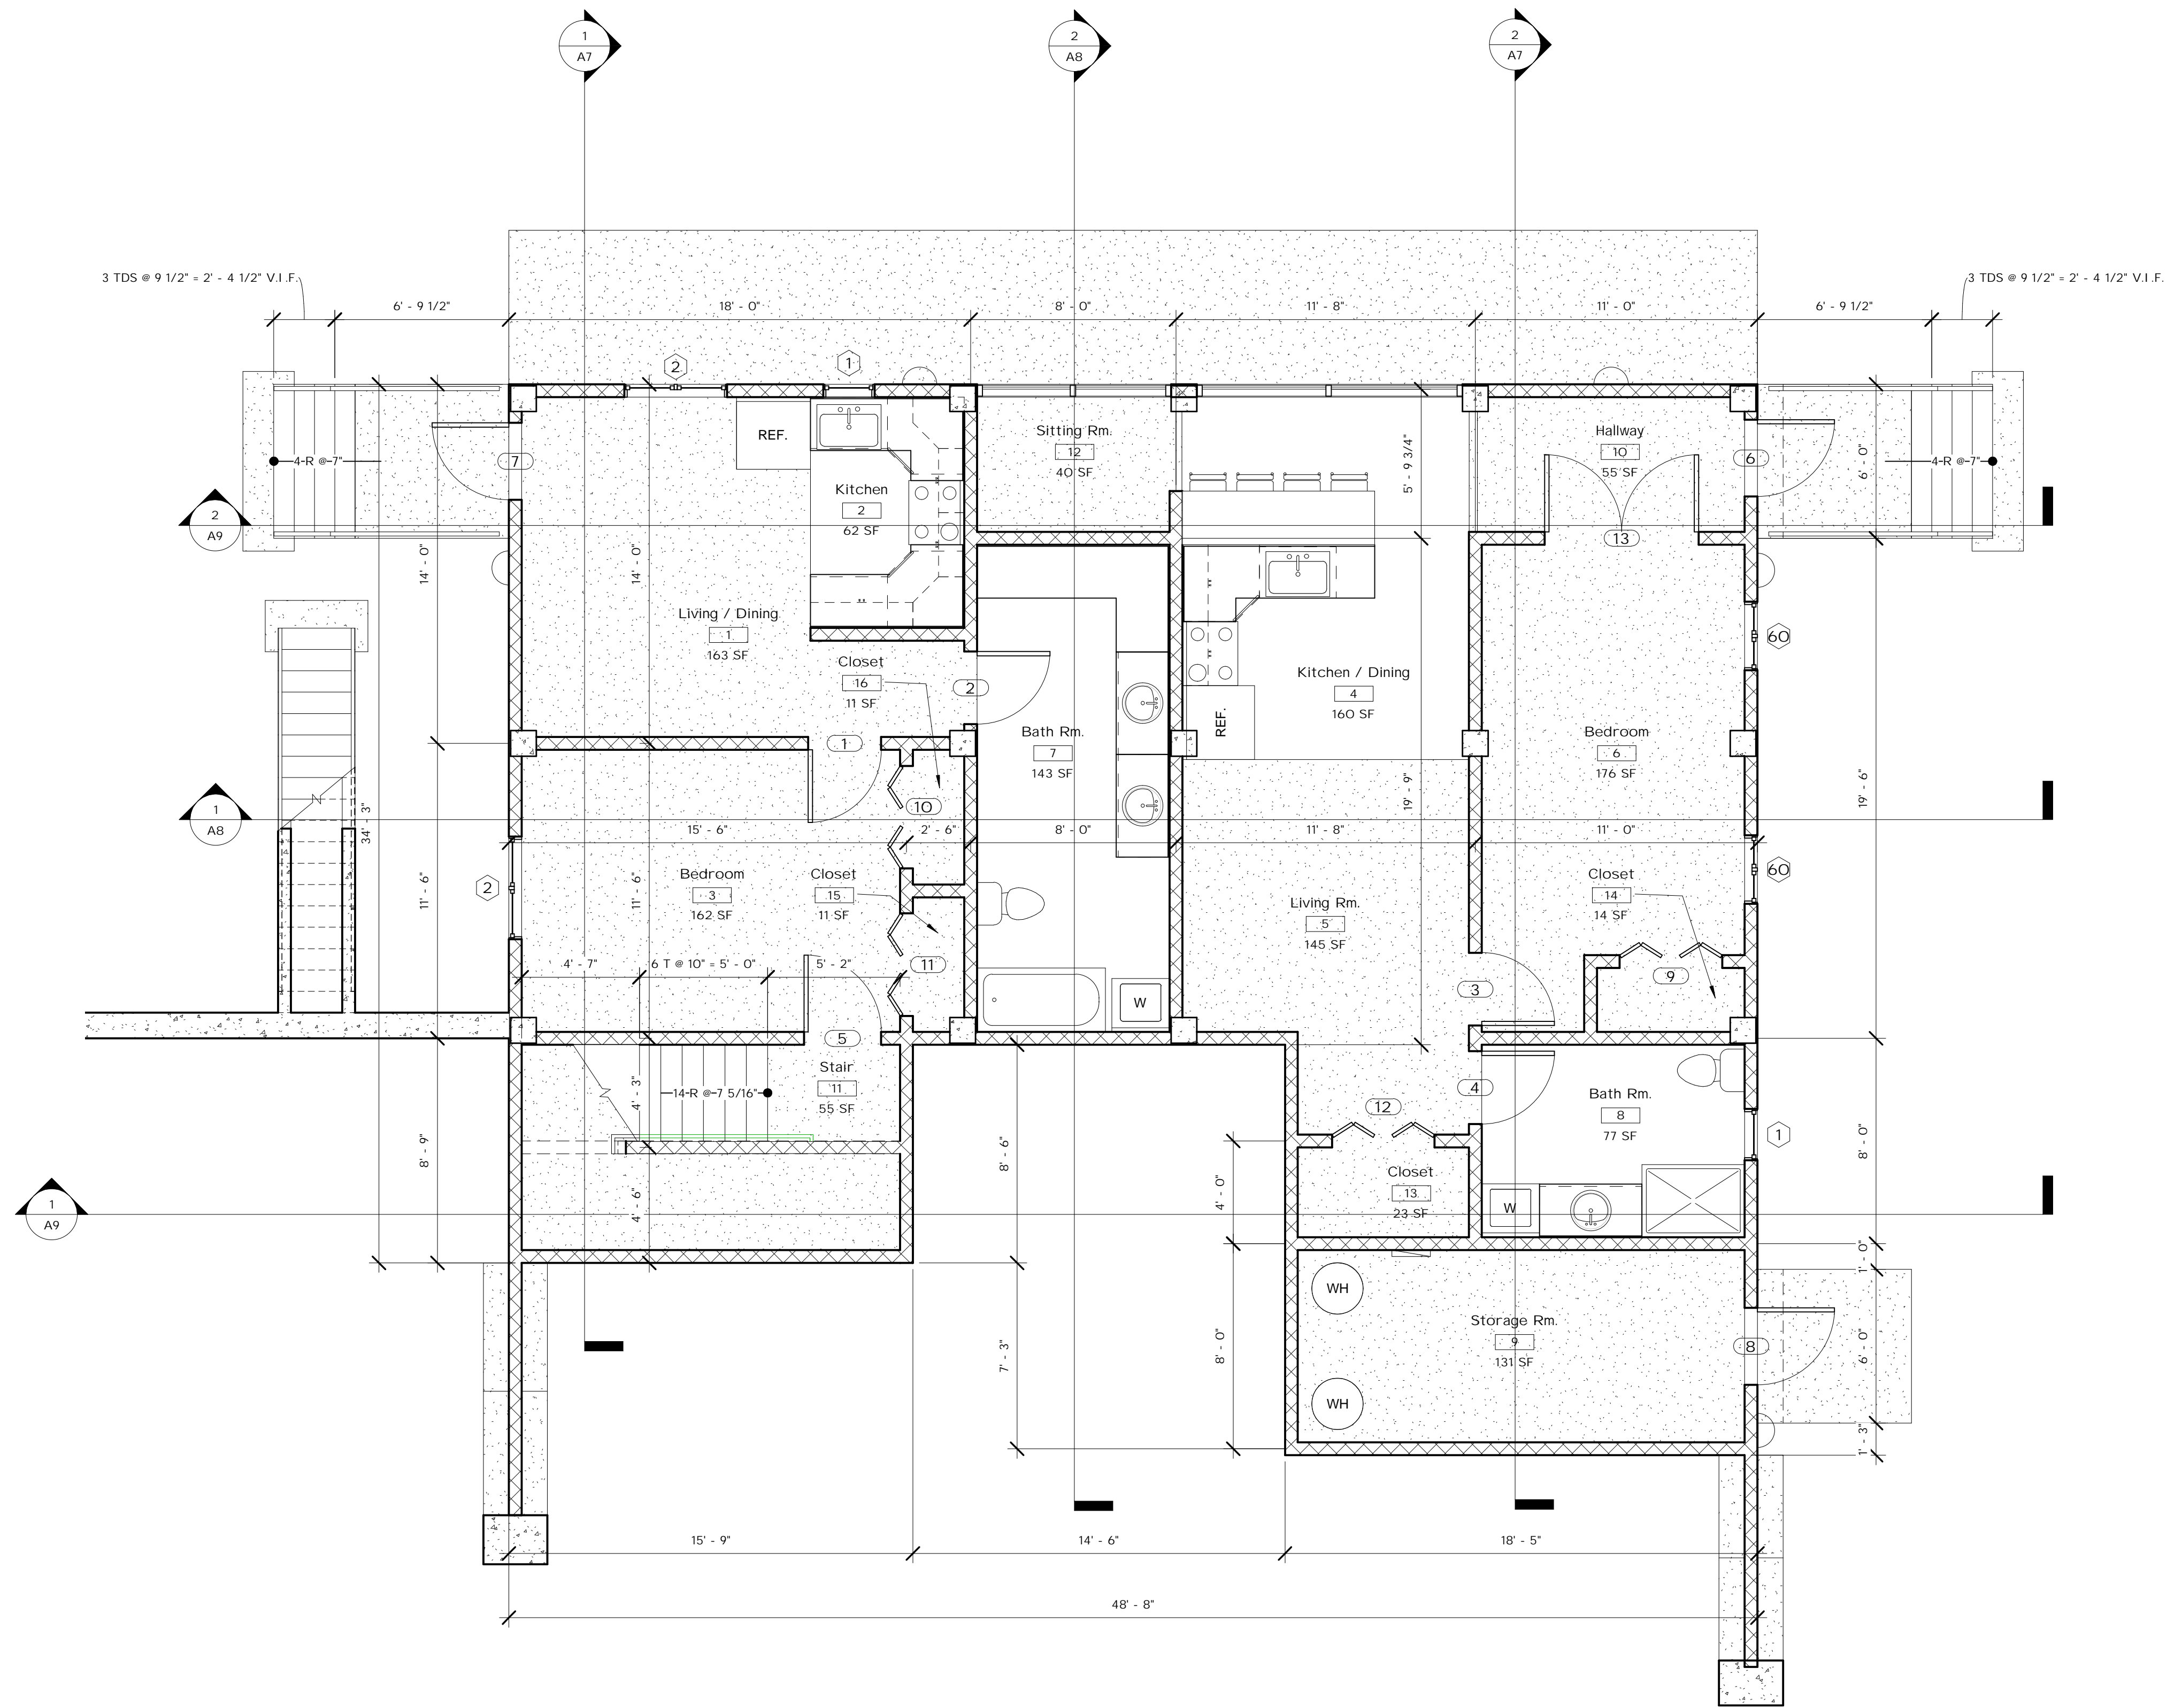 1
A7
2
A8
2
A7
3 TDS @ 9 1/2" = 2' - 4 1/2" V.I.F.
3 TDS @ 9 1/2" = 2' - 4 1/2" V.I.F.
6' - 9 1/2"
18' - 0"
8' - 0"
11' - 8"
11' - 0"
6' - 9 1/2"
2
1
REF.
Sitting Rm.
12
40 SF
Hallway
10
55 SF
7
6
4-R @ 7"
4-R @ 7"
5' - 9 3/4"
6' - 0"
Kitchen
2
62 SF
2
A9
13
14' - 0"
14' - 0"
Living / Dining
1
163 SF
60
Closet
16
11 SF
2
Kitchen / Dining
4
160 SF
REF.
Bath Rm.
7
143 SF
Bedroom
6
176 SF
1
10
1
A8
34' - 3"
19' - 9"
19' - 6"
15' - 6"
2' - 6"
8' - 0"
11' - 8"
11' - 0"
2
11' - 6"
11' - 6"
Bedroom
3
162 SF
Closet
15
11 SF
Living Rm.
5
145 SF
Closet
14
14 SF
60
4' - 7"
6 T @ 10" = 5' - 0"
5' - 2"
11
9
3
W
5
Stair
11
55 SF
14-R @ 7 5/16"
4' - 3"
4
12
Bath Rm.
8
77 SF
1
8' - 9"
8' - 6"
8' - 0"
Closet
13
23 SF
4' - 0"
4' - 6"
W
1
A9
1' - 0"
WH
Storage Rm.
9
131 SF
8
7' - 3"
8' - 0"
6' - 0"
WH
1' - 3"
15' - 9"
14' - 6"
18' - 5"
48' - 8"